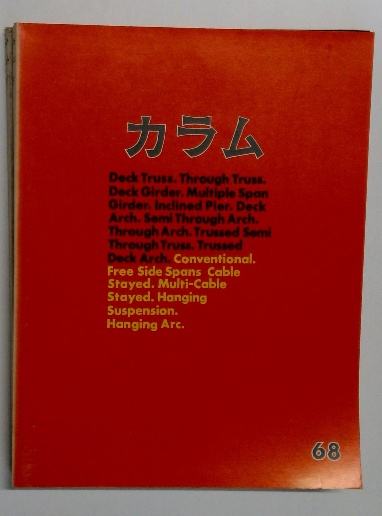 カラム
Deck Truss. Through Truss.
Deck Girder. Multiple Span
Girder. Inclined Pier. Deck
Arch. Semi Through Arch.
Through Arch. Trussed Semi
Through Truss. Trussed
Deck Arch. Conventional.
Free Side Spans Cable
Stayed. Multi-Cable
Stayed. Hanging
Suspension.
Hanging Arc.
68